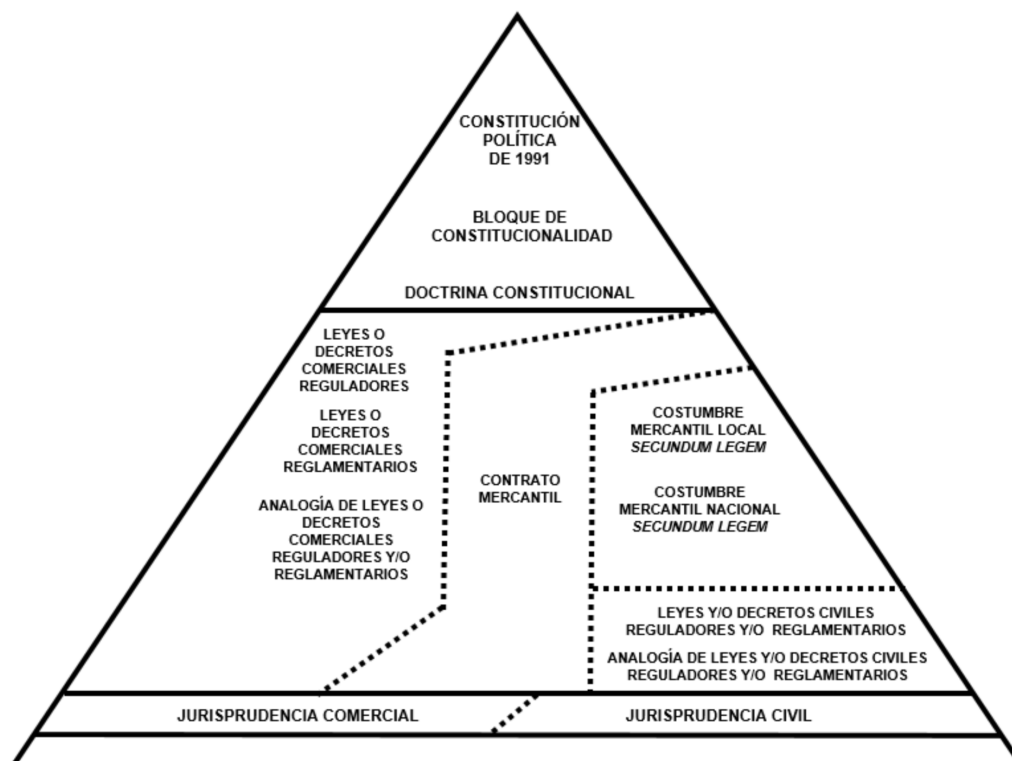 CONSTITUCIÓN
POLÍTICA
DE 1991
BLOQUE DE
CONSTITUCIONALIDAD
DOCTRINA CONSTITUCIONAL
LEYES O
DECRETOS
COMERCIALES
REGULADORES
LEYES O
DECRETOS
COMERCIALES
REGLAMENTARIOS
ANALOGÍA DE LEYES O
DECRETOS
COMERCIALES
REGULADORES Y/O
REGLAMENTARIOS
CONTRATO
MERCANTIL
COSTUMBRE
MERCANTIL LOCAL
SECUNDUM LEGEM
COSTUMBRE
MERCANTIL NACIONAL
SECUNDUM LEGEM
LEYES Y/O DECRETOS CIVILES
REGULADORES Y/O REGLAMENTARIOS
ANALOGÍA DE LEYES Y/O DECRETOS CIVILES
REGULADORES Y/O REGLAMENTARIOS
JURISPRUDENCIA COMERCIAL
JURISPRUDENCIA CIVIL